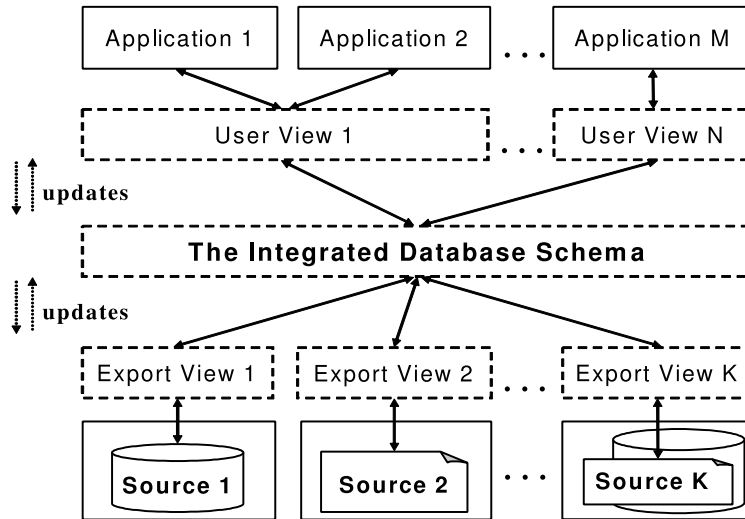 Application 1 Application 2 . . . Application M
User View 1 . . . User View N
updates
The Integrated Database Schema
updates
Export View 1 Export View 2 . . . Export View K
Source 1 Source 2 . . . Source K